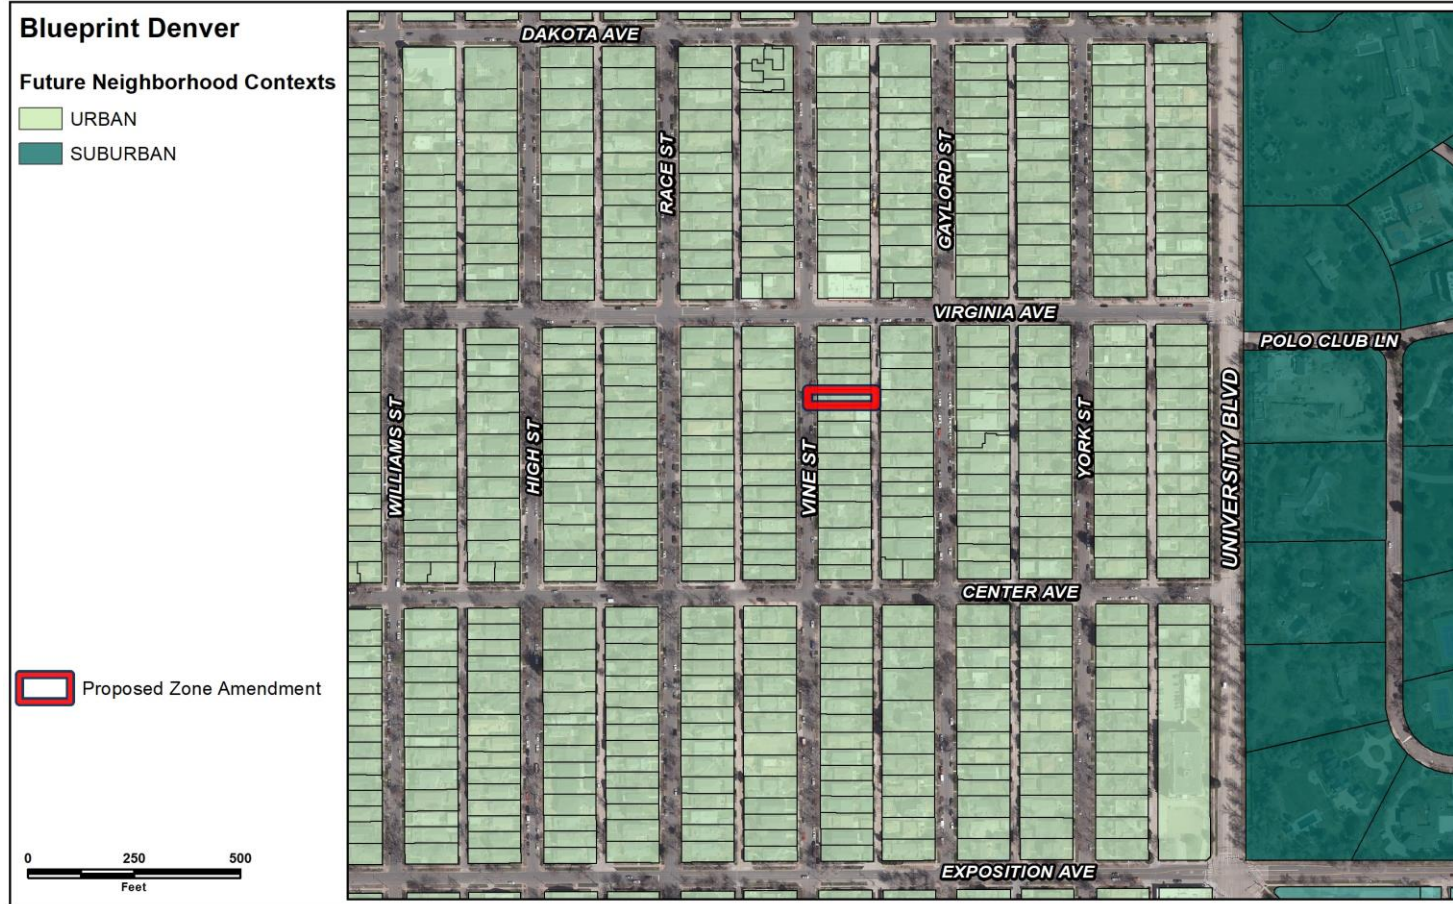 Blueprint Denver
Future Neighborhood Contexts
URBAN
SUBURBAN
Proposed Zone Amendment
0 250 500
Feet
DAKOTA AVE
RACE ST
GAYLORD ST
VIRGINIA AVE
POLO CLUB LN
WILLIAMS ST
HIGH ST
VINE ST
YORK ST
UNIVERSITY BLVD
CENTER AVE
EXPOSITION AVE